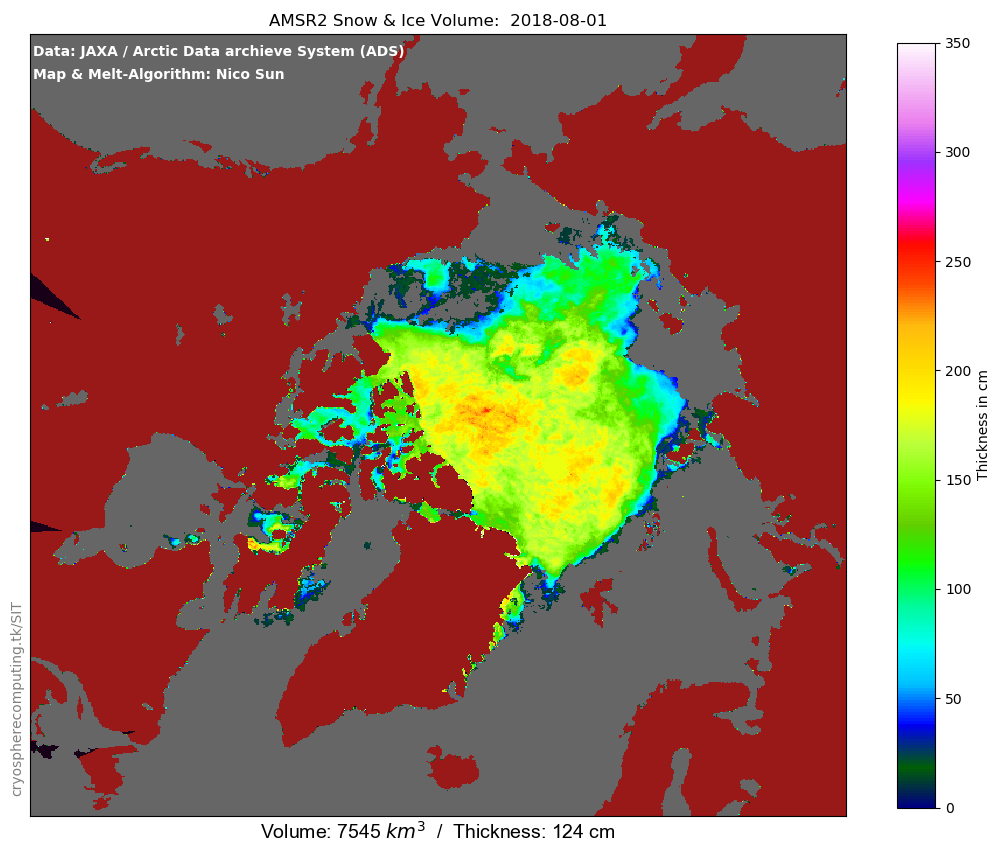 AMSR2 Snow & Ice Volume:  2018-08-01
Data: JAXA / Arctic Data archieve System (ADS)
Map & Melt-Algorithm: Nico Sun
350
300
250
200
150
100
50
0
Thickness in cm
cryospherecomputing.tk/SIT
Volume: 7545 km³  /  Thickness: 124 cm